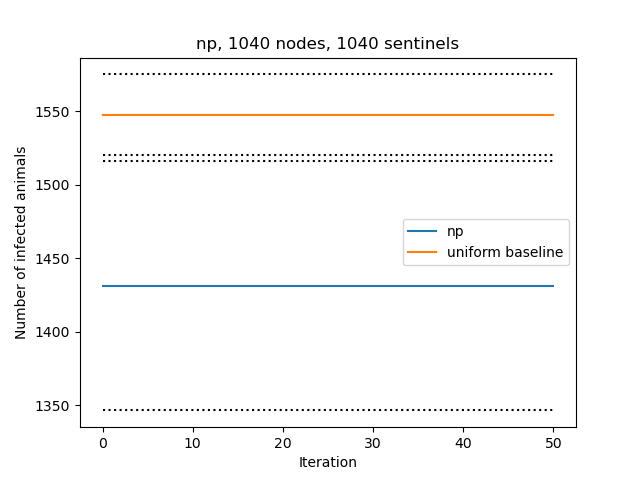 np, 1040 nodes, 1040 sentinels
Number of infected animals
1550
1500
1450
1400
1350
np
uniform baseline
0 10 20 30 40 50
Iteration